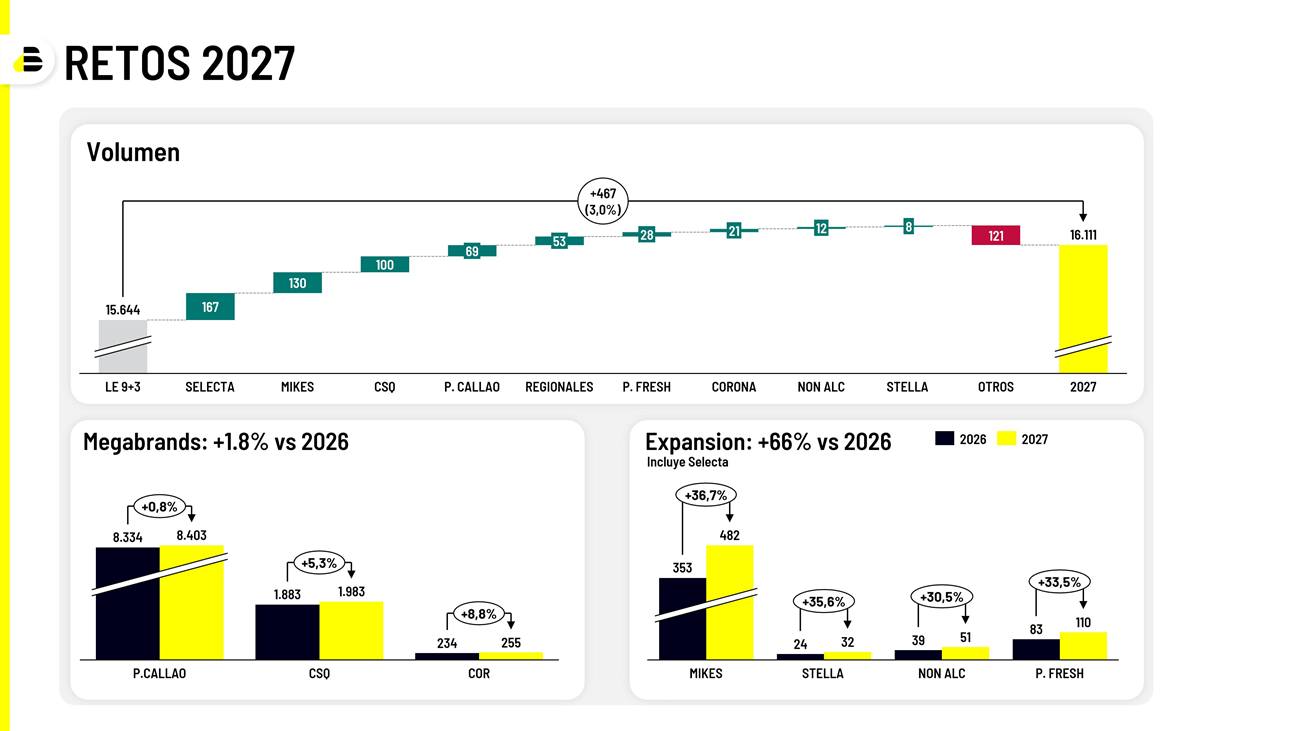 RETOS 2027
Volumen
+467
(3,0%)
15.644
167
130
100
69
53
28
21
12
8
121
16.111
LE 9+3
SELECTA
MIKES
CSQ
P. CALLAO
REGIONALES
P. FRESH
CORONA
NON ALC
STELLA
OTROS
2027
Megabrands: +1.8% vs 2026
+0,8%
8.334
8.403
+5,3%
1.883
1.983
+8,8%
234
255
P.CALLAO
CSQ
COR
Expansion: +66% vs 2026
Incluye Selecta
2026
2027
+36,7%
353
482
+35,6%
24
32
+30,5%
39
51
+33,5%
83
110
MIKES
STELLA
NON ALC
P. FRESH